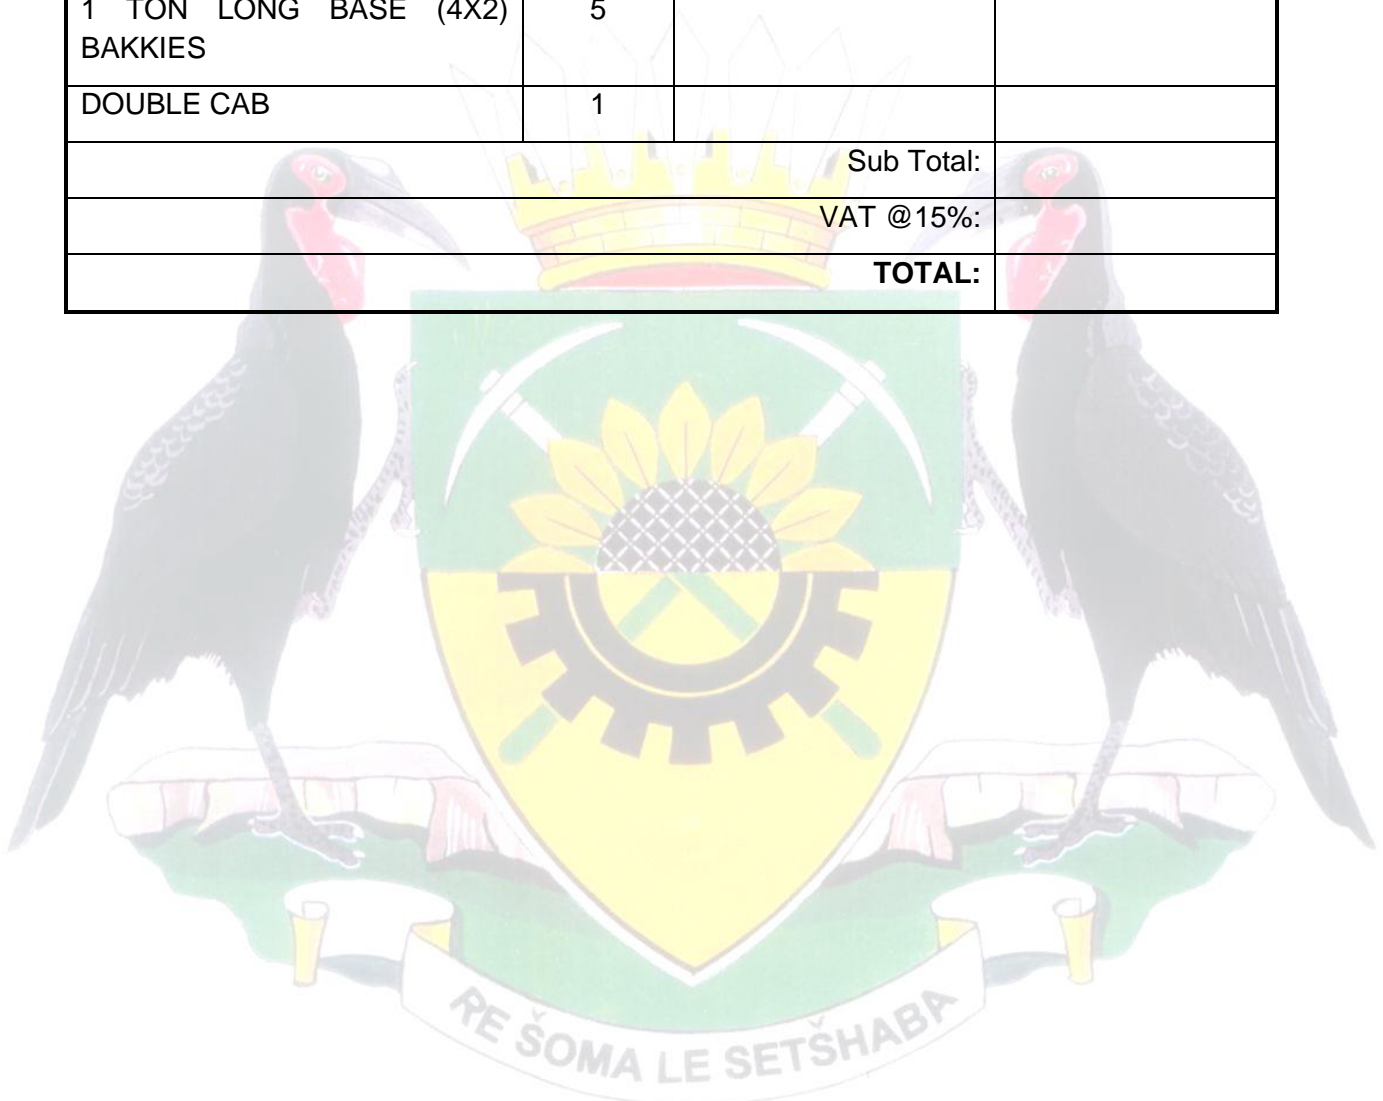 1 TON LONG BASE (4X2) 5
BAKKIES
DOUBLE CAB 1
Sub Total:
VAT @15%:
TOTAL:
RE ŠOMA LE SETŠHABA